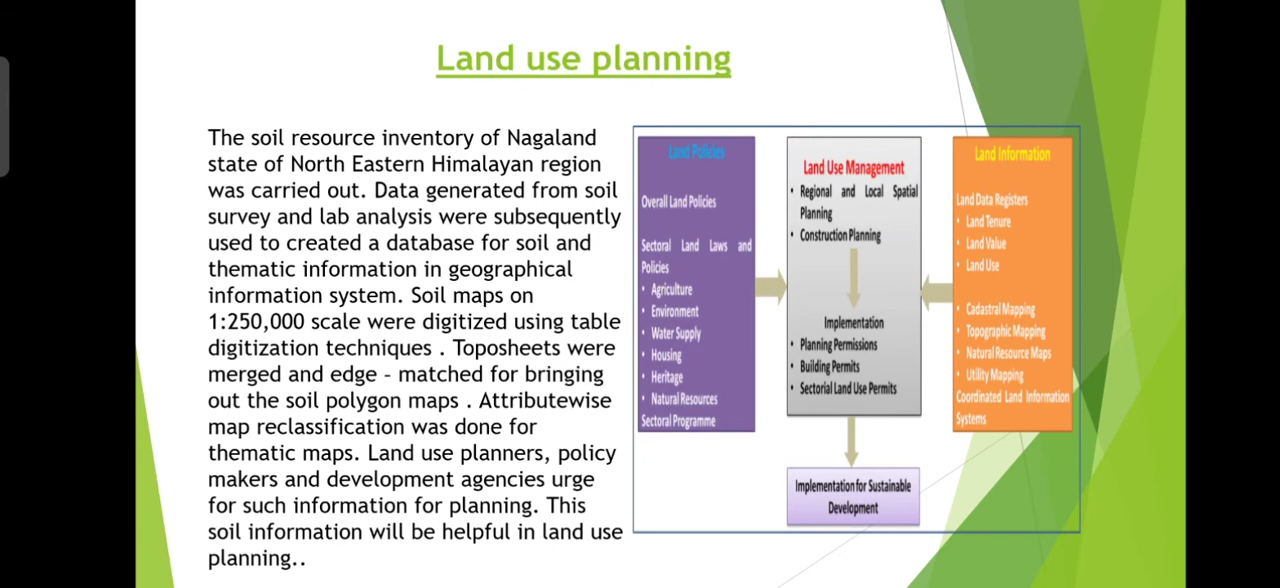 Land use planning
The soil resource inventory of Nagaland
state of North Eastern Himalayan region
was carried out. Data generated from soil
survey and lab analysis were subsequently
used to created a database for soil and
thematic information in geographical
information system. Soil maps on
1:250,000 scale were digitized using table
digitization techniques . Toposheets were
merged and edge - matched for bringing
out the soil polygon maps . Attributewise
map reclassification was done for
thematic maps. Land use planners, policy
makers and development agencies urge
for such information for planning. This
soil information will be helpful in land use
planning..
Land Policies
Overall Land Policies
Sectoral Land Laws and
Policies
• Agriculture
• Environment
• Water Supply
• Housing
• Heritage
• Natural Resources
Sectoral Programme
Land Use Management
• Regional and Local Spatial
Planning
• Construction Planning
Implementation
• Planning Permissions
• Building Permits
• Sectorial Land Use Permits
Land Information
Land Data Registers
• Land Tenure
• Land Value
• Land Use
• Cadastral Mapping
• Topographic Mapping
• Natural Resource Maps
• Utility Mapping
Coordinated Land Information
Systems
Implementation for Sustainable
Development